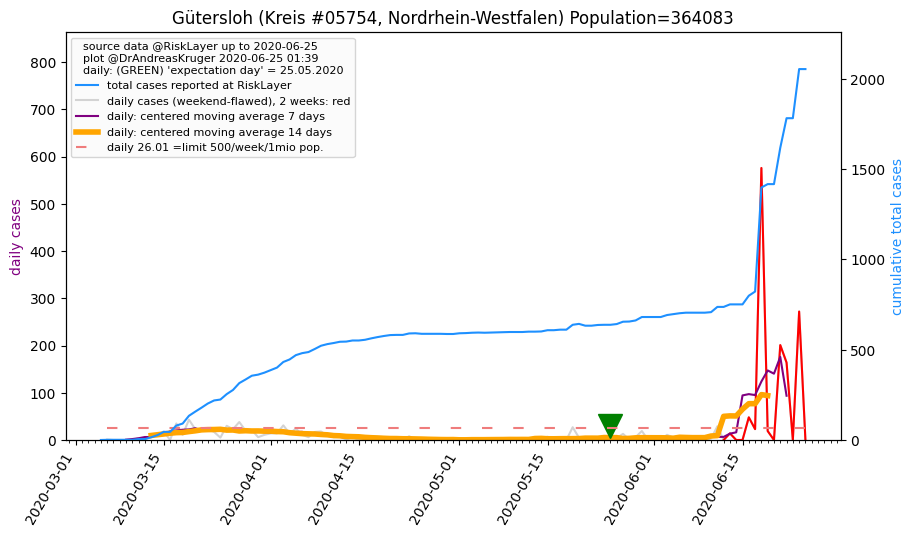 Gütersloh (Kreis #05754, Nordrhein-Westfalen) Population=364083
source data @RiskLayer up to 2020-06-25
plot @DrAndreasKruger 2020-06-25 01:39
daily: (GREEN) 'expectation day' = 25.05.2020
total cases reported at RiskLayer
daily cases (weekend-flawed), 2 weeks: red
daily: centered moving average 7 days
daily: centered moving average 14 days
daily 26.01 =limit 500/week/1mio pop.
daily cases
800
700
600
500
400
300
200
100
0
cumulative total cases
2000
1500
1000
500
0
2020-03-01
2020-03-15
2020-04-01
2020-04-15
2020-05-01
2020-05-15
2020-06-01
2020-06-15